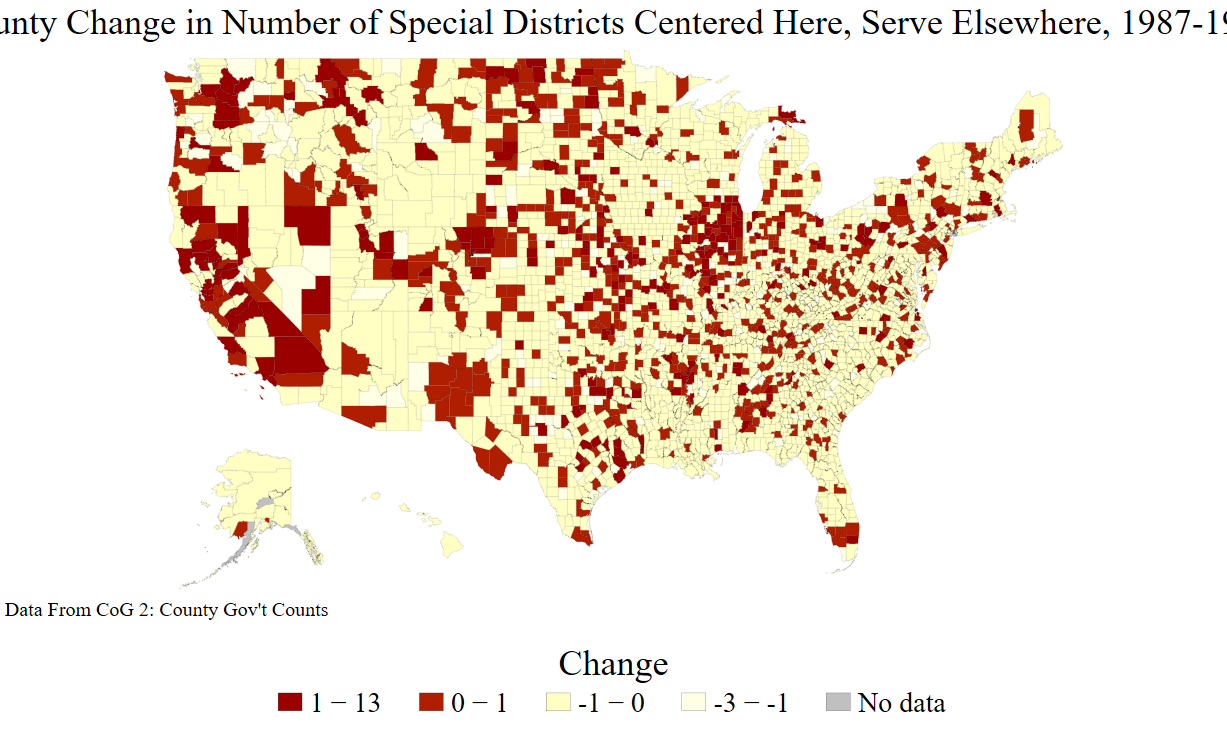 unty Change in Number of Special Districts Centered Here, Serve Elsewhere, 1987-19
Data From CoG 2: County Gov't Counts
Change
1 − 13
0 − 1
-1 − 0
-3 − -1
No data